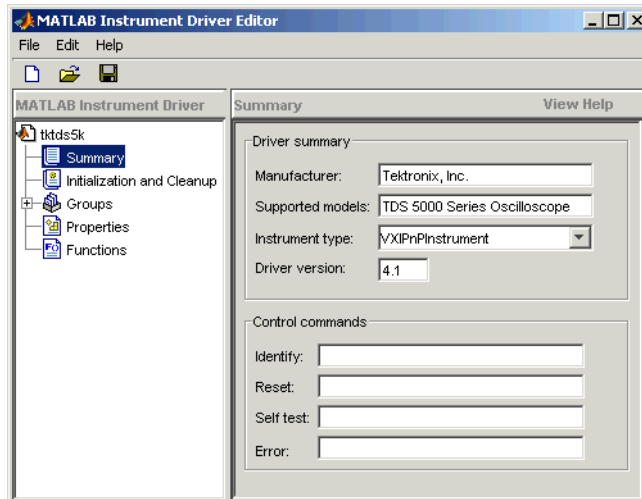 MATLAB Instrument Driver Editor
File Edit Help
MATLAB Instrument Driver
Summary View Help
tktds5k
Summary
Initialization and Cleanup
Groups
Properties
Functions
Driver summary
Manufacturer: Tektronix, Inc.
Supported models: TDS 5000 Series Oscilloscope
Instrument type: VXIPnPInstrument
Driver version: 4.1
Control commands
Identify:
Reset:
Self test:
Error: